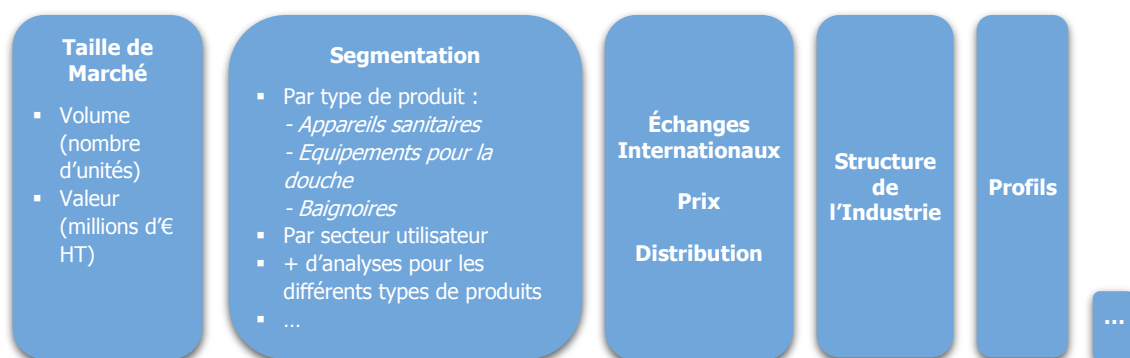 Taille de
Marché
▪ Volume
(nombre
d’unités)
▪ Valeur
(millions d’€
HT)
Segmentation
▪ Par type de produit :
- Appareils sanitaires
- Equipements pour la
douche
- Baignoires
▪ Par secteur utilisateur
▪ + d’analyses pour les
différents types de produits
▪ …
Échanges
Internationaux
Prix
Distribution
Structure
de
l’Industrie
Profils
…